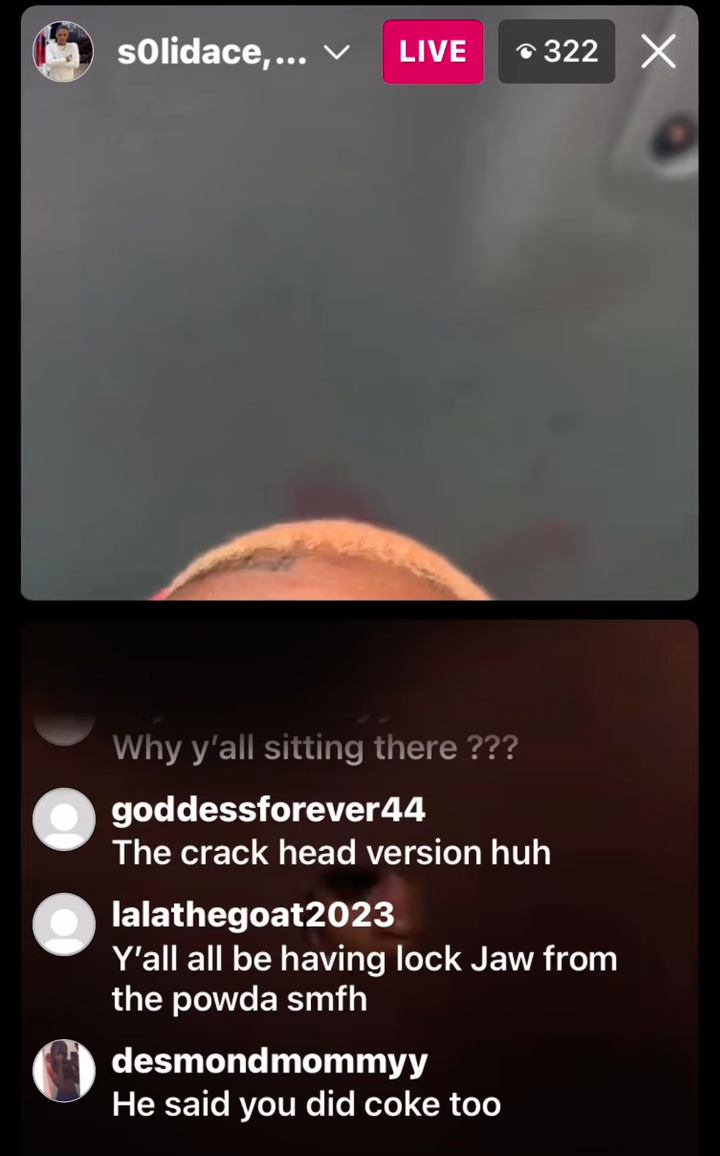 s0lidace,... LIVE 322
Why y’all sitting there ???
goddessforever44
The crack head version huh
lalathegoat2023
Y’all all be having lock Jaw from
the powda smfh
desmondmommyy
He said you did coke too